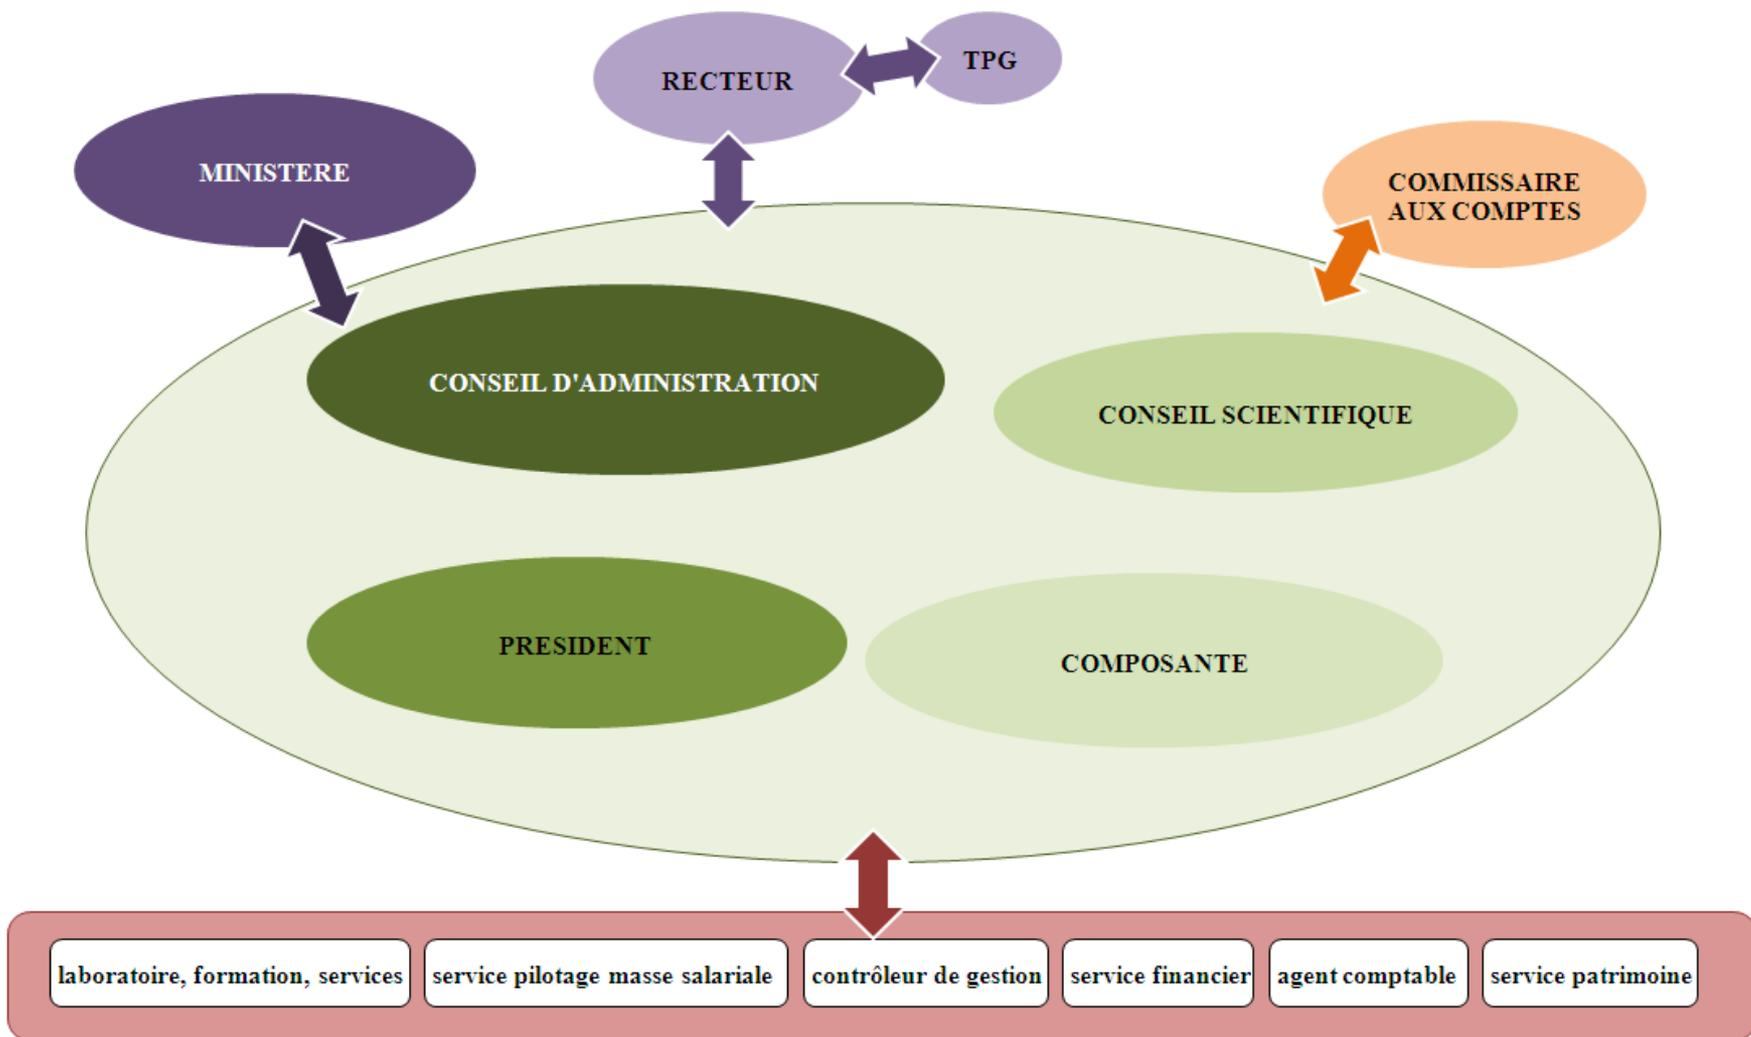 RECTEUR
TPG
MINISTERE
COMMISSAIRE
AUX COMPTES
CONSEIL D'ADMINISTRATION
CONSEIL SCIENTIFIQUE
PRESIDENT
COMPOSANTE
laboratoire, formation, services
service pilotage masse salariale
contrôleur de gestion
service financier
agent comptable
service patrimoine